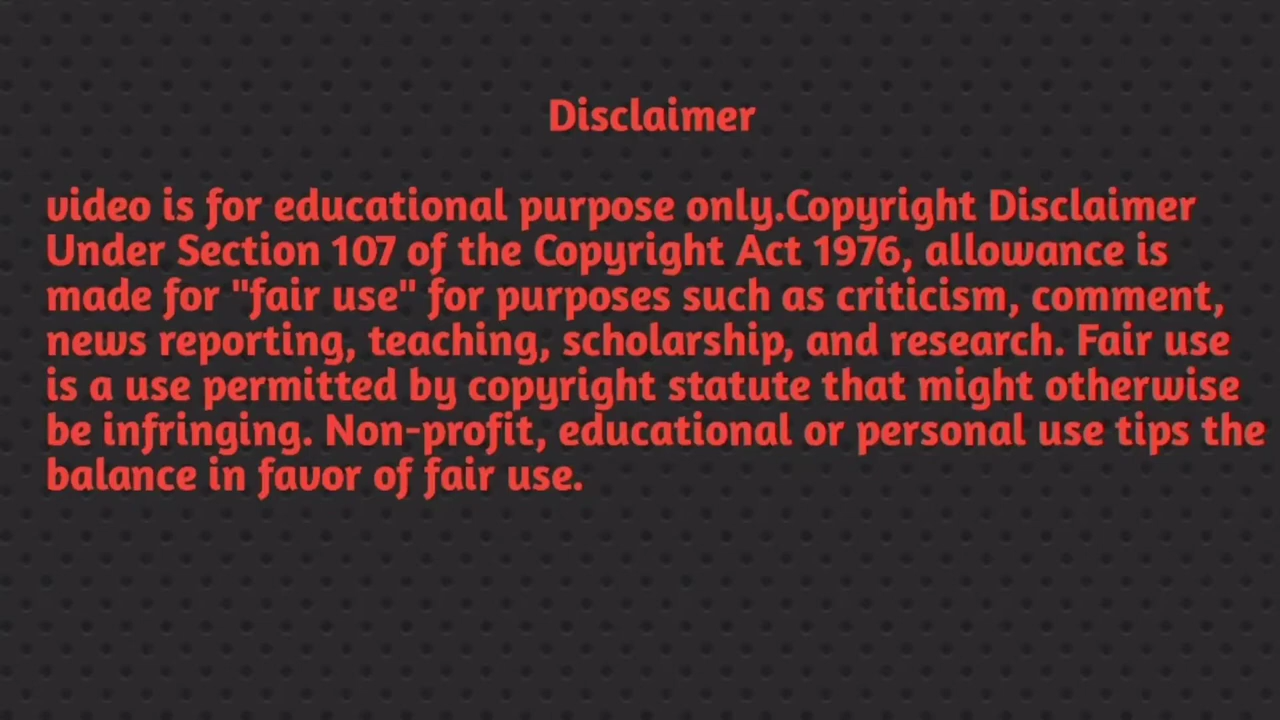 Disclaimer
video is for educational purpose only.Copyright Disclaimer
Under Section 107 of the Copyright Act 1976, allowance is
made for "fair use" for purposes such as criticism, comment,
news reporting, teaching, scholarship, and research. Fair use
is a use permitted by copyright statute that might otherwise
be infringing. Non-profit, educational or personal use tips the
balance in favor of fair use.